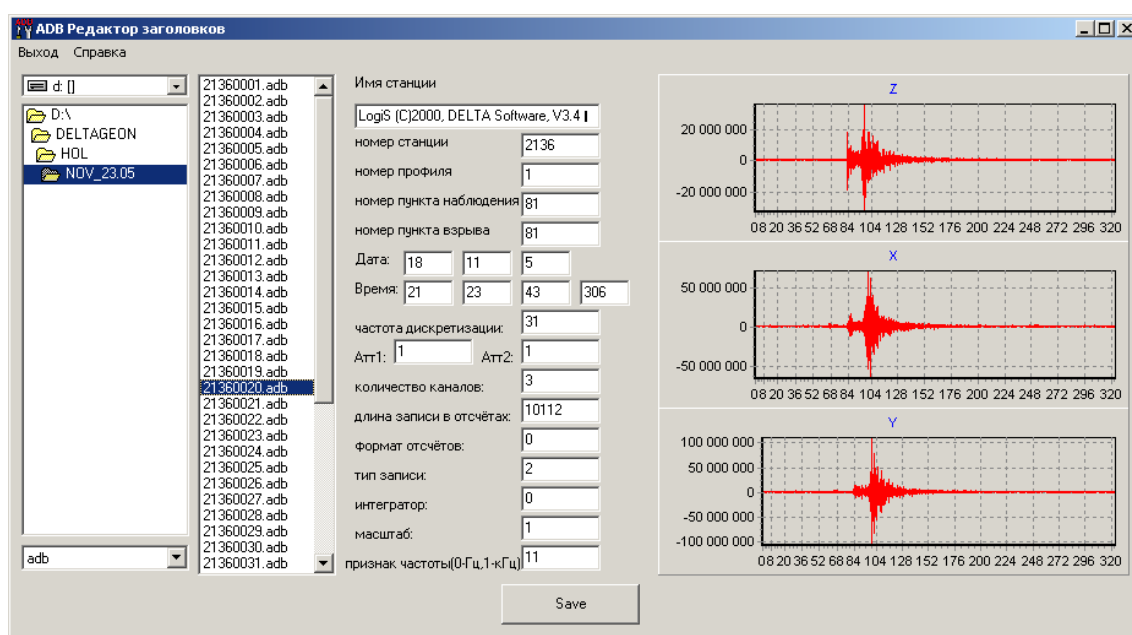 ADB Редактор заголовков
Выход Справка
d: []
D:\
DELTAGEON
HOL
NOV_23.05
adb
21360001.adb
21360002.adb
21360003.adb
21360004.adb
21360005.adb
21360006.adb
21360007.adb
21360008.adb
21360009.adb
21360010.adb
21360011.adb
21360012.adb
21360013.adb
21360014.adb
21360015.adb
21360016.adb
21360017.adb
21360018.adb
21360019.adb
21360020.adb
21360021.adb
21360022.adb
21360023.adb
21360024.adb
21360025.adb
21360026.adb
21360027.adb
21360028.adb
21360029.adb
21360030.adb
21360031.adb
Имя станции
LogiS (C)2000, DELTA Software, V3.4
номер станции 2136
номер профиля 1
номер пункта наблюдения 81
номер пункта взрыва 81
Дата: 18 11 5
Время: 21 23 43 306
частота дискретизации: 31
Атт1: 1 Атт2: 1
количество каналов: 3
длина записи в отсчётах: 10112
формат отсчётов: 0
тип записи: 2
интегратор: 0
масштаб: 1
признак частоты(0-Гц,1-кГц) 11
Save
Z
20 000 000
0
-20 000 000
0 8 20 36 52 68 84 104 128 152 176 200 224 248 272 296 320
X
50 000 000
0
-50 000 000
0 8 20 36 52 68 84 104 128 152 176 200 224 248 272 296 320
Y
100 000 000
50 000 000
0
-50 000 000
-100 000 000
0 8 20 36 52 68 84 104 128 152 176 200 224 248 272 296 320